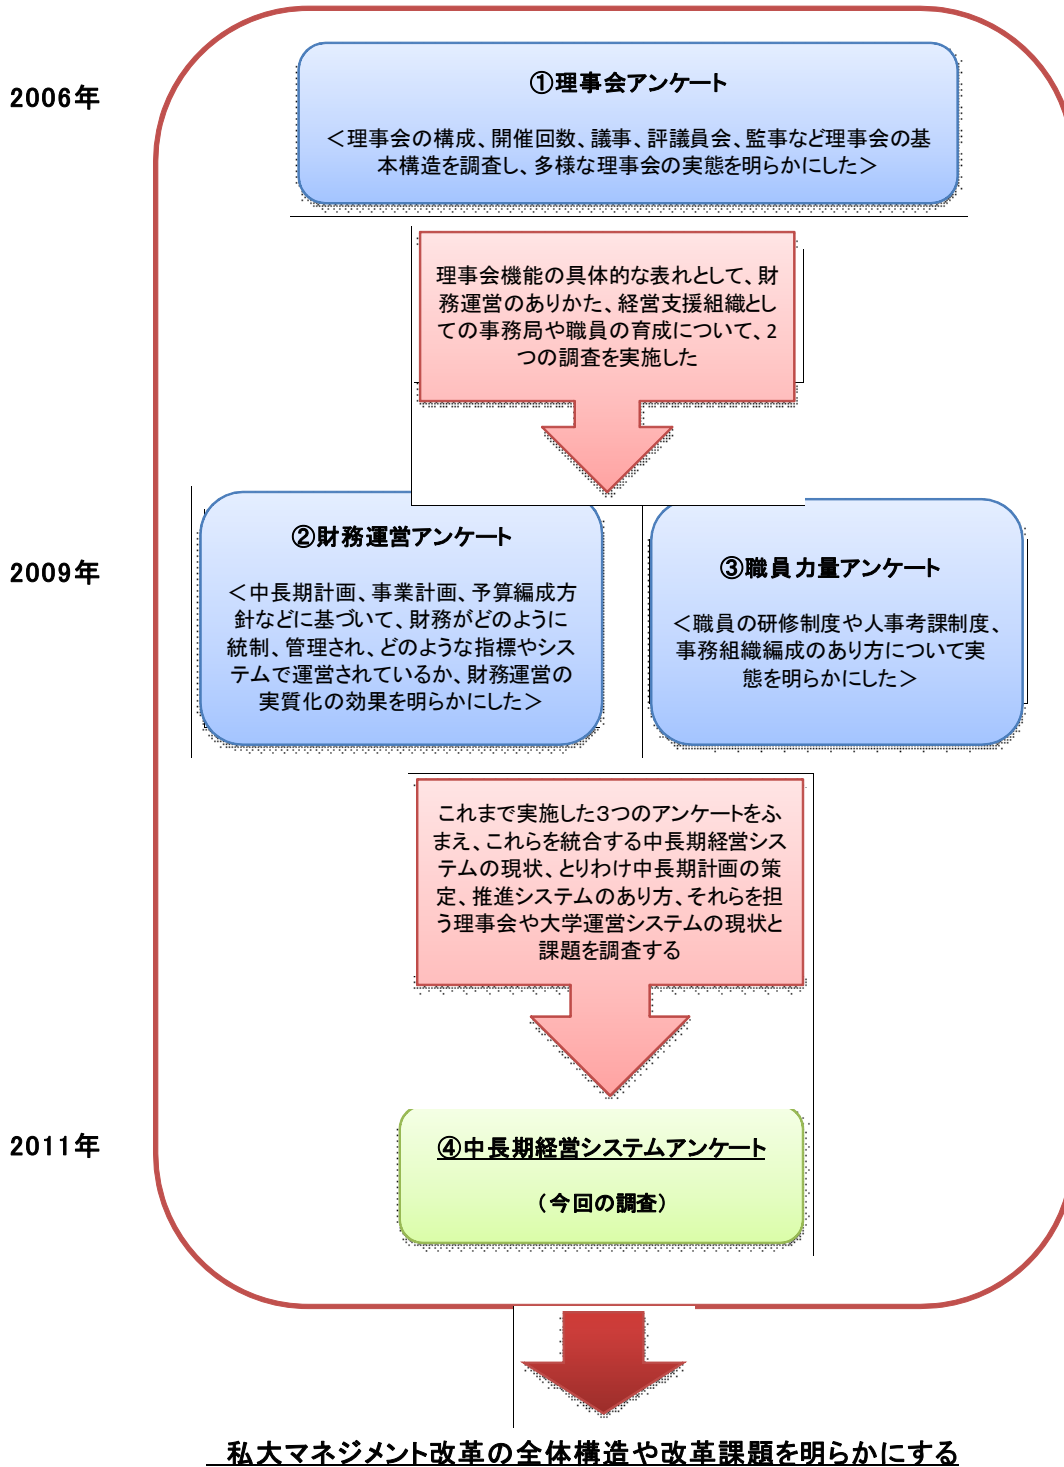 2006年
①理事会アンケート
＜理事会の構成、開催回数、議事、評議員会、監事など理事会の基
本構造を調査し、多様な理事会の実態を明らかにした＞
理事会機能の具体的な表れとして、財
務運営のありかた、経営支援組織とし
ての事務局や職員の育成について、2
つの調査を実施した
2009年
②財務運営アンケート
＜中長期計画、事業計画、予算編成方
針などに基づいて、財務がどのように
統制、管理され、どのような指標やシス
テムで運営されているか、財務運営の
実質化の効果を明らかにした＞
③職員力量アンケート
＜職員の研修制度や人事考課制度、
事務組織編成のあり方について実
態を明らかにした＞
これまで実施した３つのアンケートをふ
まえ、これらを統合する中長期経営シス
テムの現状、とりわけ中長期計画の策
定、推進システムのあり方、それらを担
う理事会や大学運営システムの現状と
課題を調査する
2011年
④中長期経営システムアンケート
（今回の調査）
私大マネジメント改革の全体構造や改革課題を明らかにする